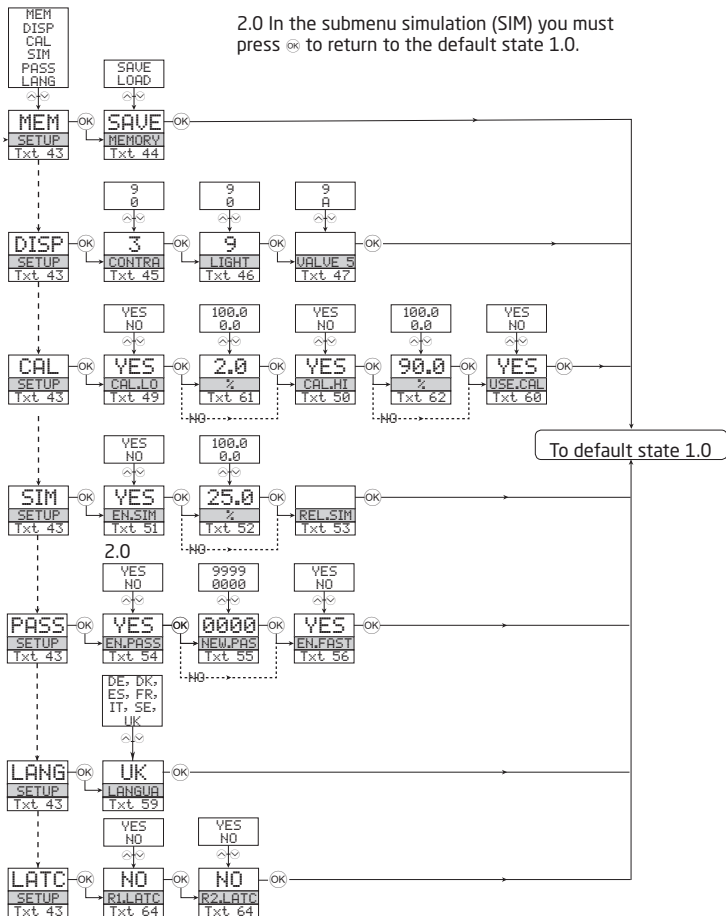 2.0 In the submenu simulation (SIM) you must
press OK to return to the default state 1.0.
MEM
DISP
CAL
SIM
PASS
LANG
SAVE
LOAD
MEM OK SAVE OK
SETUP MEMORY
Txt 43 Txt 44
9 9 9
0 0 A
DISP OK 3 OK 9 OK OK
SETUP CONTRA LIGHT VALVE 5
Txt 43 Txt 45 Txt 46 Txt 47
YES 100.0 YES 100.0 YES
NO 0.0 NO 0.0 NO
CAL OK YES OK 2.0 OK YES OK 90.0 OK YES OK
SETUP CAL.LO % CAL.HI % USE.CAL
Txt 43 Txt 49 Txt 61 Txt 50 Txt 62 Txt 60
NO NO
To default state 1.0
YES 100.0
NO 0.0
SIM OK YES OK 25.0 OK OK
SETUP EN.SIM % REL.SIM
Txt 43 Txt 51 Txt 52 Txt 53
NO
2.0
YES 9999 YES
NO 0000 NO
PASS OK YES OK 0000 OK YES OK
SETUP EN.PASS NEW.PAS EN.FAST
Txt 43 Txt 54 Txt 55 Txt 56
NO
DE, DK,
ES, FR,
IT, SE,
UK
LANG OK UK OK
SETUP LANGUA
Txt 43 Txt 59
YES YES
NO NO
LATC OK NO OK NO OK
SETUP R1.LATC R2.LATC
Txt 43 Txt 64 Txt 64